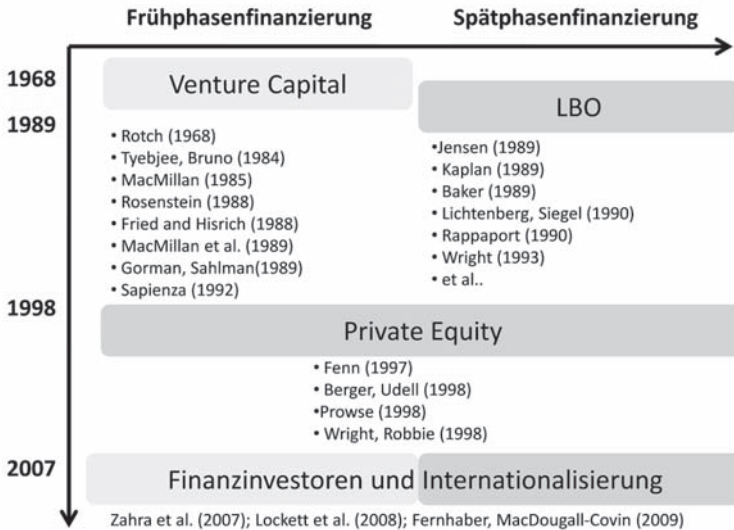 Frühphasenfinanzierung
Spätphasenfinanzierung
1968
Venture Capital
LBO
1989
• Rotch (1968)
• Tyebjee, Bruno (1984)
• MacMillan (1985)
• Rosenstein (1988)
• Fried and Hisrich (1988)
• MacMillan et al. (1989)
• Gorman, Sahlman(1989)
• Sapienza (1992)
•Jensen (1989)
• Kaplan (1989)
• Baker (1989)
• Lichtenberg, Siegel (1990)
• Rappaport (1990)
• Wright (1993)
• et al..
1998
Private Equity
• Fenn (1997)
• Berger, Udell (1998)
•Prowse (1998)
• Wright, Robbie (1998)
2007
Finanzinvestoren und Internationalisierung
Zahra et al. (2007); Lockett et al. (2008); Fernhaber, MacDougall-Covin (2009)